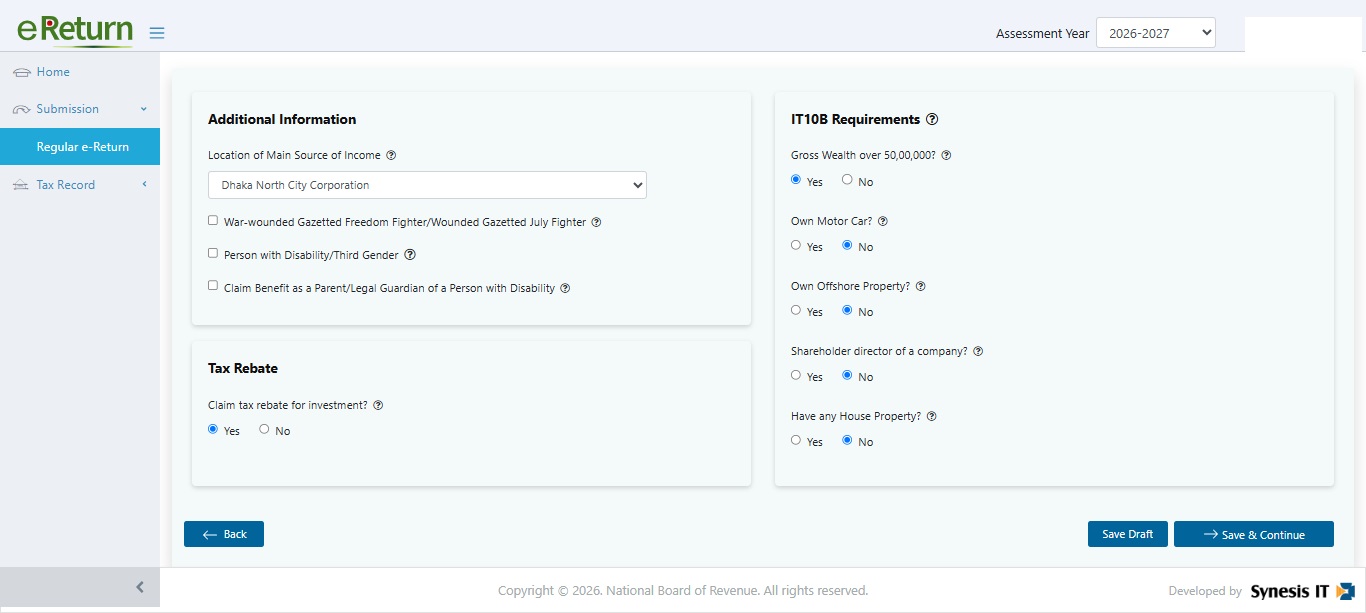 eReturn
Assessment Year 2026-2027
Home
Submission
Regular e-Return
Tax Record
Additional Information
Location of Main Source of Income
Dhaka North City Corporation
War-wounded Gazetted Freedom Fighter/Wounded Gazetted July Fighter
Person with Disability/Third Gender
Claim Benefit as a Parent/Legal Guardian of a Person with Disability
Tax Rebate
Claim tax rebate for investment?
Yes No
IT10B Requirements
Gross Wealth over 50,00,000?
Yes No
Own Motor Car?
Yes No
Own Offshore Property?
Yes No
Shareholder director of a company?
Yes No
Have any House Property?
Yes No
Back
Save Draft
Save & Continue
Copyright © 2026. National Board of Revenue. All rights reserved.
Developed by Synesis IT